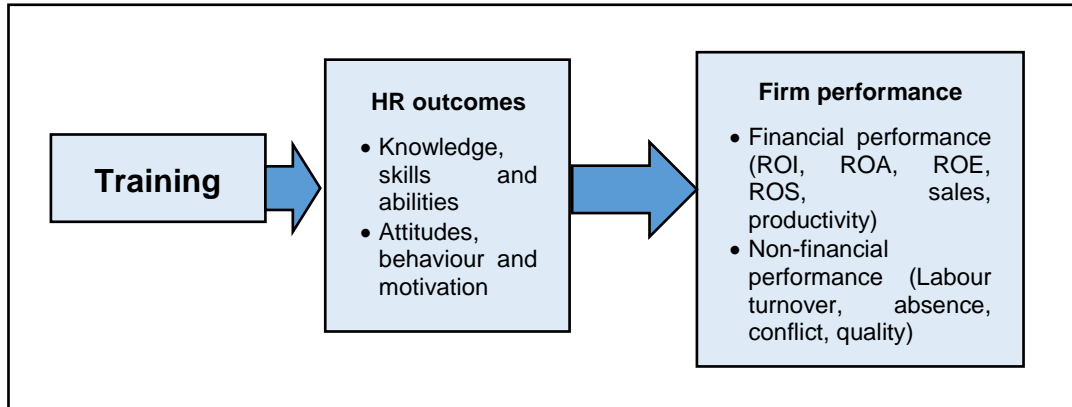 Training
HR outcomes
• Knowledge,
skills and
abilities
• Attitudes,
behaviour and
motivation
Firm performance
• Financial performance
(ROI, ROA, ROE,
ROS, sales,
productivity)
• Non-financial
performance (Labour
turnover, absence,
conflict, quality)